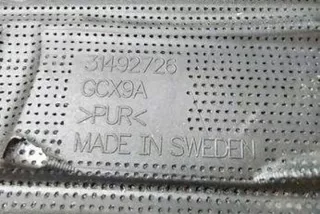 31492726
GCX9A
>PUR<
MADE IN SWEDEN